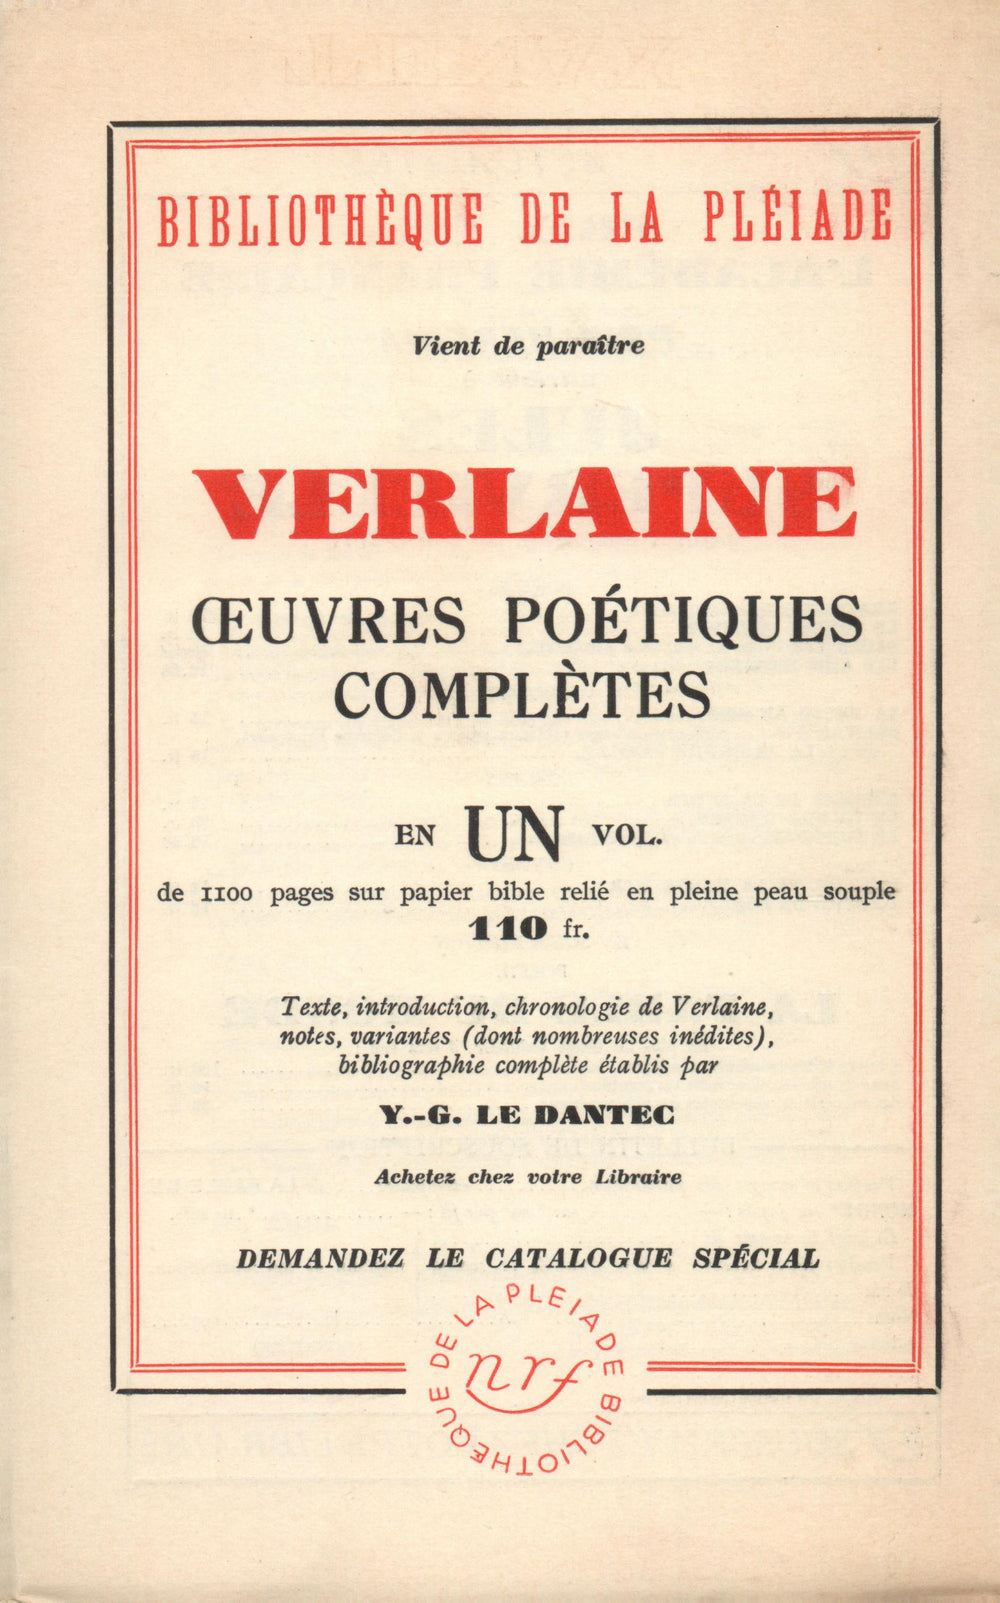 BIBLIOTHÈQUE DE LA PLÉIADE
Vient de paraître
VERLAINE
ŒUVRES POÉTIQUES
COMPLÈTES
EN UN VOL.
de 1100 pages sur papier bible relié en pleine peau souple
110 fr.
Texte, introduction, chronologie de Verlaine,
notes, variantes (dont nombreuses inédites),
bibliographie complète établis par
Y.-G. LE DANTEC
Achetez chez votre Libraire
DEMANDEZ LE CATALOGUE SPÉCIAL
BIBLIOTHEQUE DE LA PLEIADE
nrf